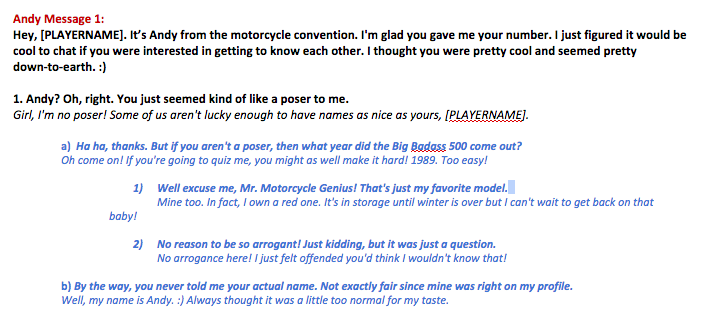 Andy Message 1:
Hey, [PLAYERNAME]. It's Andy from the motorcycle convention. I'm glad you gave me your number. I just figured it would be
cool to chat if you were interested in getting to know each other. I thought you were pretty cool and seemed pretty
down-to-earth. :)
1. Andy? Oh, right. You just seemed kind of like a poser to me.
Girl, I'm no poser! Some of us aren't lucky enough to have names as nice as yours, [PLAYERNAME].
a) Ha ha, thanks. But if you aren't a poser, then what year did the Big Badass 500 come out?
Oh come on! If you're going to quiz me, you might as well make it hard! 1989. Too easy!
1) Well excuse me, Mr. Motorcycle Genius! That's just my favorite model.
Mine too. In fact, I own a red one. It's in storage until winter is over but I can't wait to get back on that
baby!
2) No reason to be so arrogant! Just kidding, but it was just a question.
No arrogance here! I just felt offended you'd think I wouldn't know that!
b) By the way, you never told me your actual name. Not exactly fair since mine was right on my profile.
Well, my name is Andy. :) Always thought it was a little too normal for my taste.